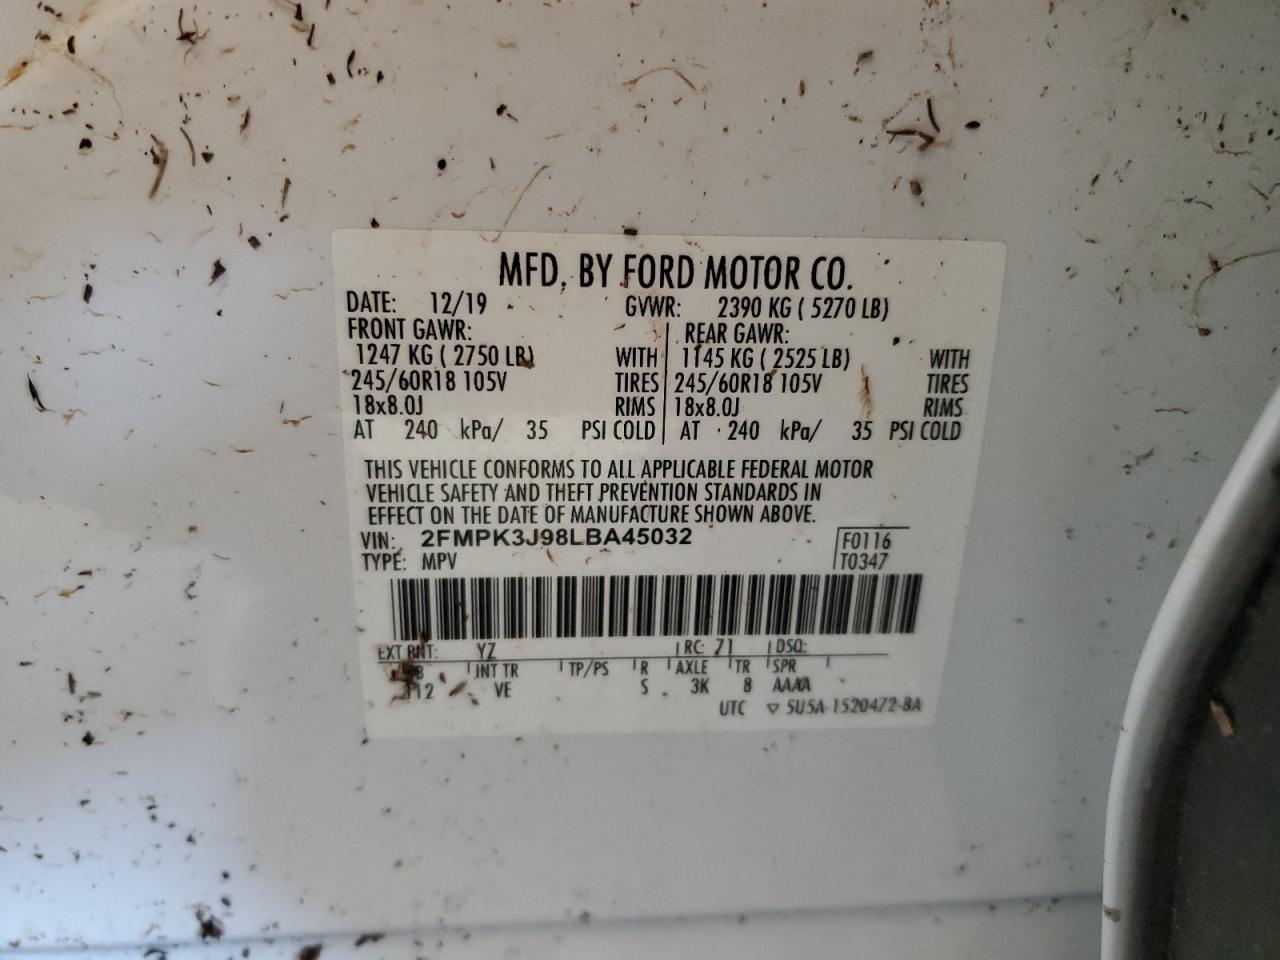 MFD. BY FORD MOTOR CO.
DATE: 12/19 GVWR: 2390 KG ( 5270 LB)
FRONT GAWR: REAR GAWR:
1247 KG ( 2750 LB) WITH 1145 KG ( 2525 LB) WITH
245/60R18 105V TIRES 245/60R18 105V TIRES
18x8.0J RIMS 18x8.0J RIMS
AT 240 kPa/ 35 PSI COLD AT 240 kPa/ 35 PSI COLD
THIS VEHICLE CONFORMS TO ALL APPLICABLE FEDERAL MOTOR
VEHICLE SAFETY AND THEFT PREVENTION STANDARDS IN
EFFECT ON THE DATE OF MANUFACTURE SHOWN ABOVE.
VIN: 2FMPK3J98LBA45032 F0116
TYPE: MPV T0347
EXT PNT: YZ RC: 71 DSO:
INT TR TP/PS R AXLE TR SPR
VE S 3K 8 AAAA
UTC ▽ 5U5A-1520472-BA